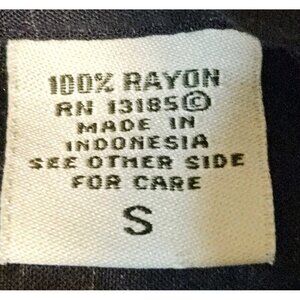 100% RAYON
RN 13185©
MADE IN
INDONESIA
SEE OTHER SIDE
FOR CARE
S